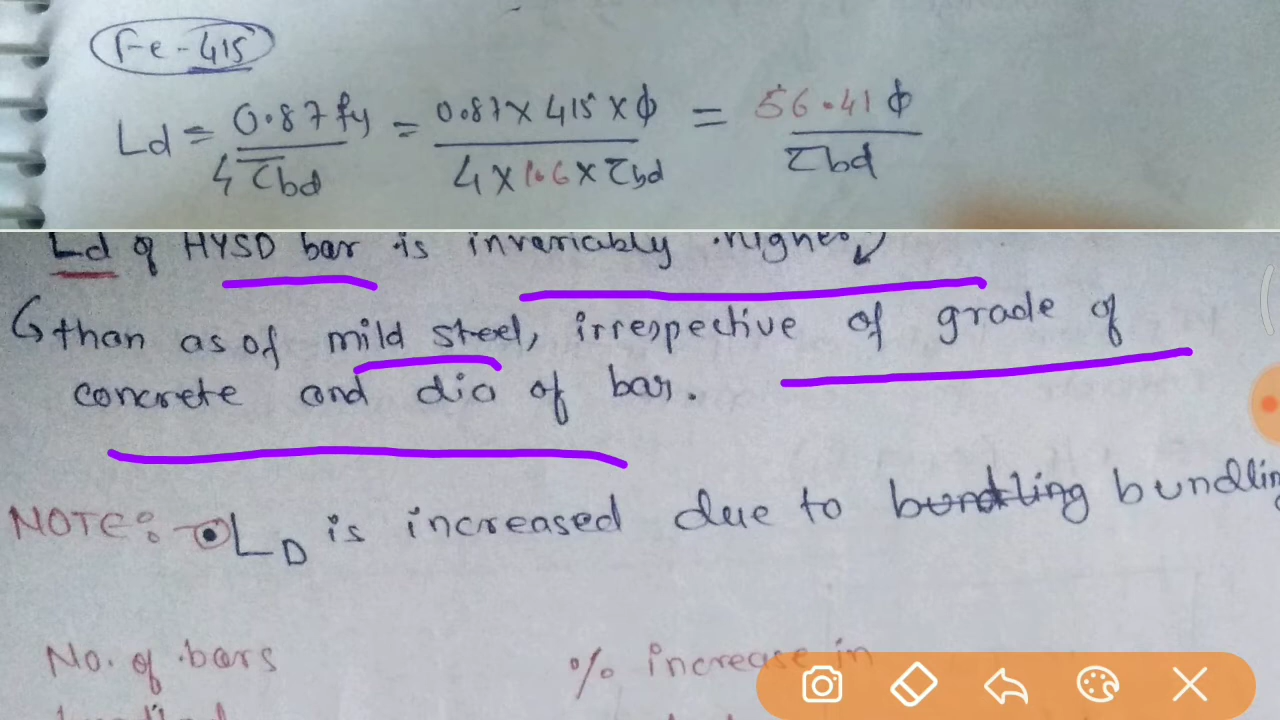 Fe-415
Ld = 0.87 fy / 4 τbd = 0.87 × 415 × ϕ / 4 × 1.6 × τbd = 56.41 ϕ / τbd
Ld of HYSD bar is invariably higher
↳ than as of mild steel, irrespective of grade of
concrete and dia of bar.
NOTE: → LD is increased due to bundling bundlin
No. of bars
% increase in